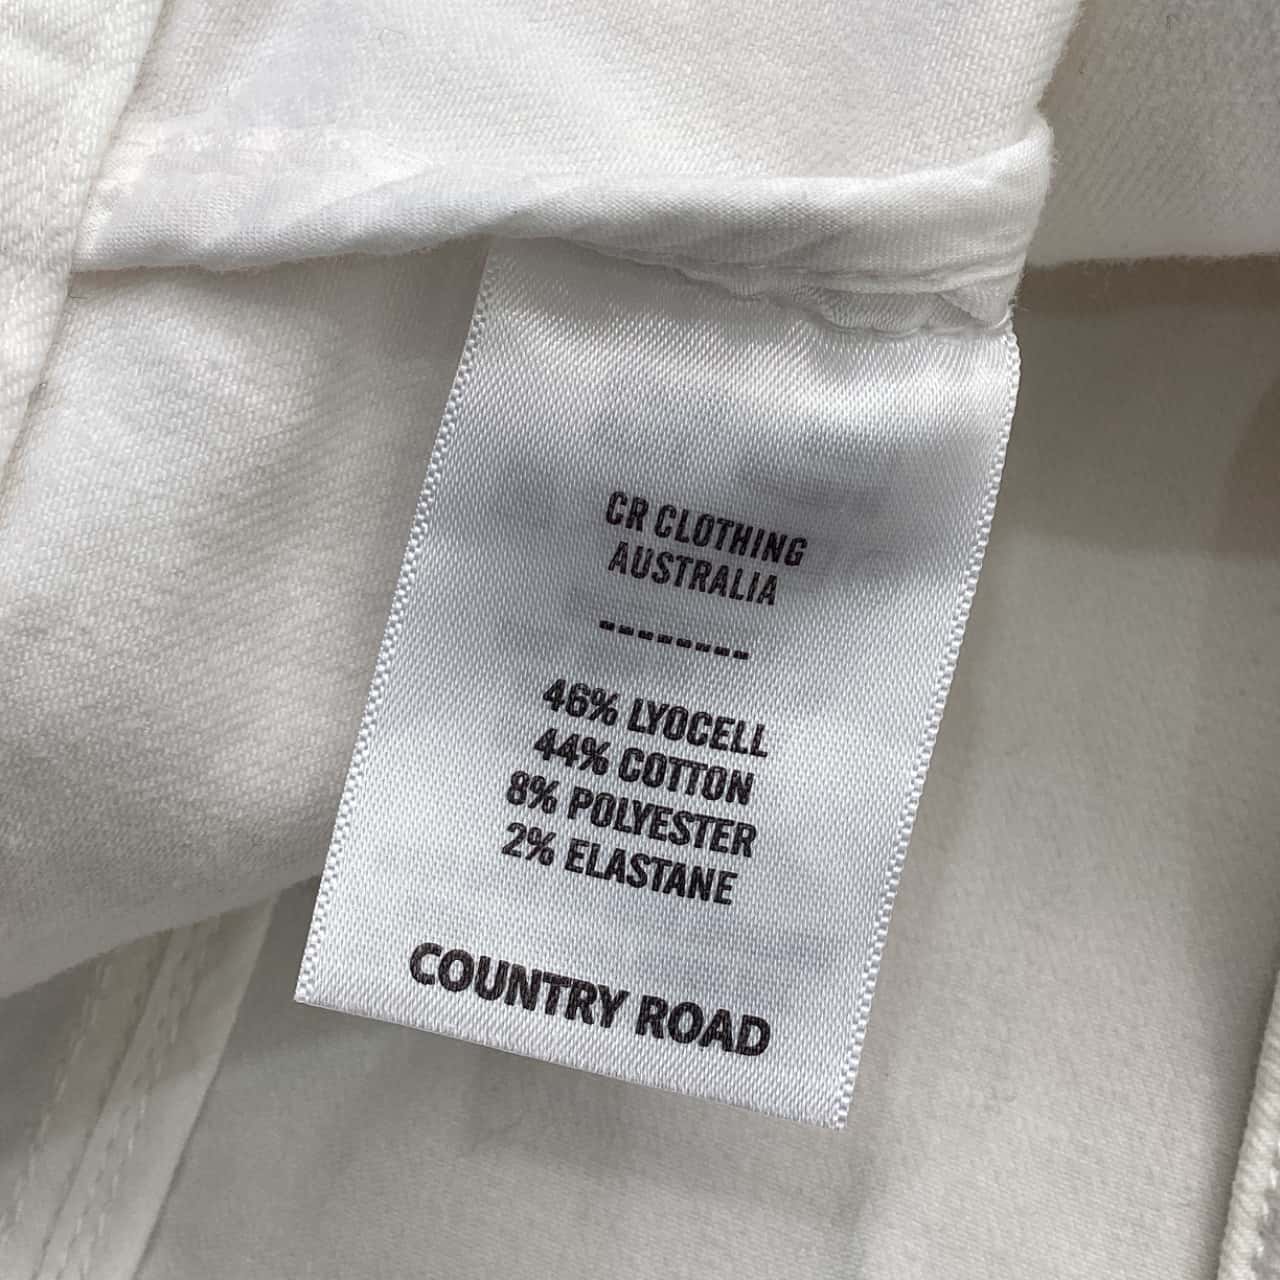 CR CLOTHING
AUSTRALIA
--------
46% LYOCELL
44% COTTON
8% POLYESTER
2% ELASTANE
COUNTRY ROAD